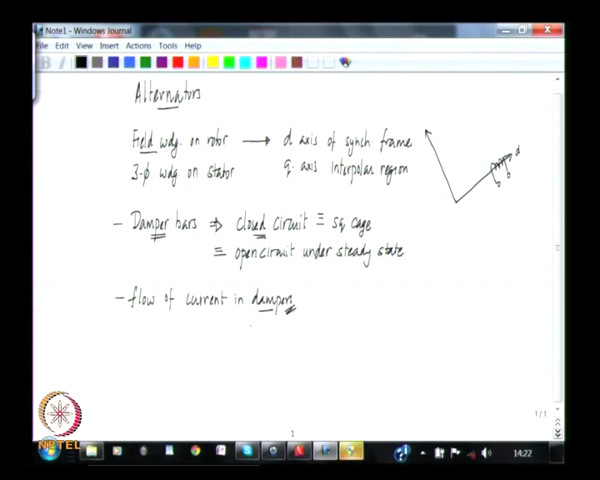 Note1 - Windows Journal
File Edit View Insert Actions Tools Help
B I
Alternators
Field wdg. on rotor → d axis of synch. frame
3-ϕ wdg. on stator q axis interpolar region
d
- Damper bars ⇒ closed circuit ≡ sq cage
≡ open circuit under steady state
- flow of current in dampers
1 / 1
1
NPTEL
14:22